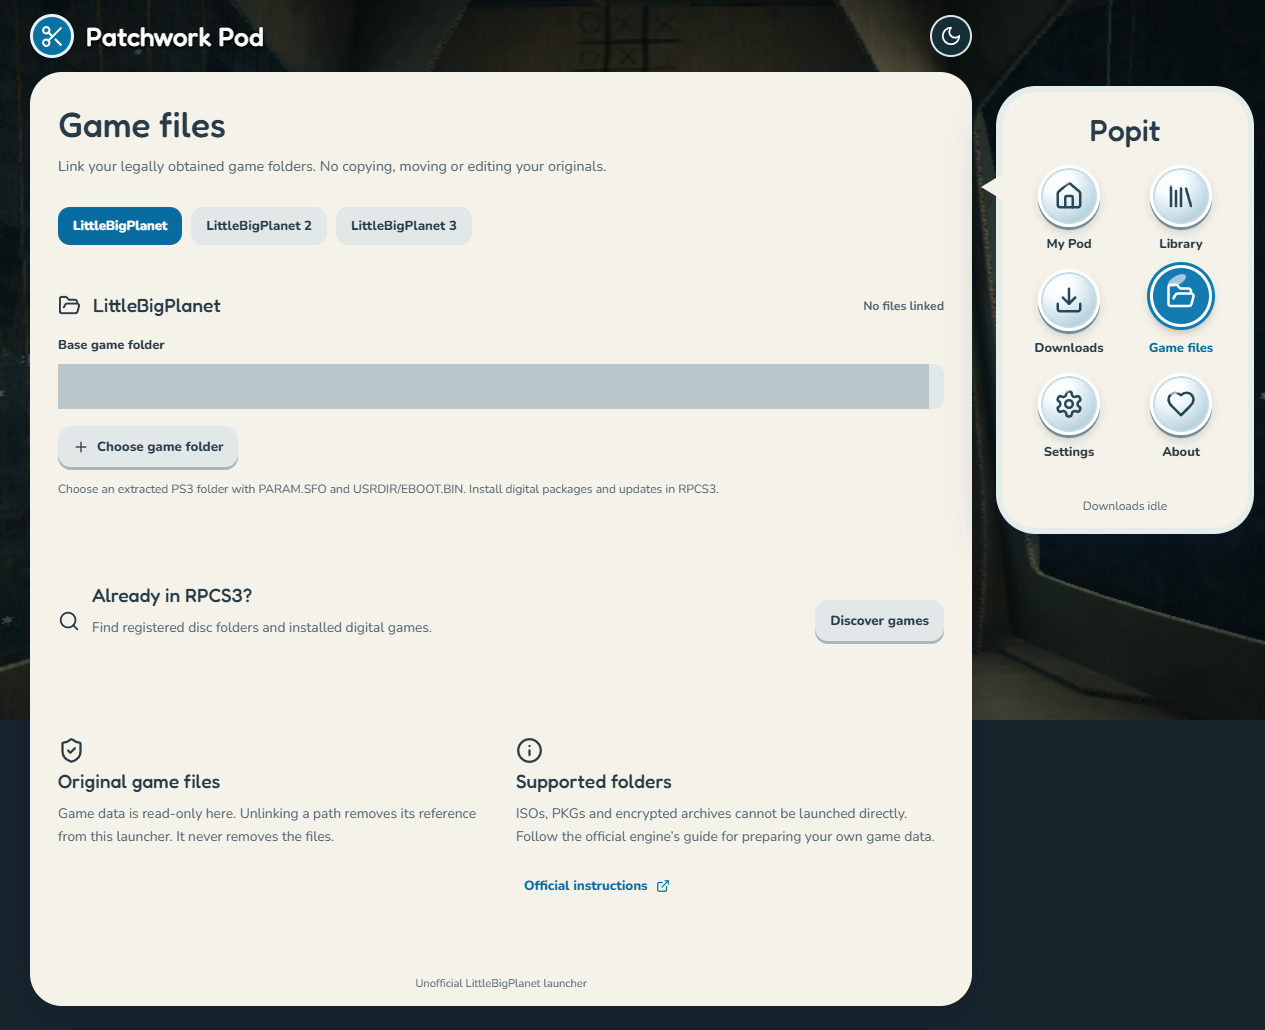 Patchwork Pod
Game files
Link your legally obtained game folders. No copying, moving or editing your originals.
LittleBigPlanet
LittleBigPlanet 2
LittleBigPlanet 3
LittleBigPlanet
No files linked
Base game folder
Choose game folder
Choose an extracted PS3 folder with PARAM.SFO and USRDIR/EBOOT.BIN. Install digital packages and updates in RPCS3.
Already in RPCS3?
Find registered disc folders and installed digital games.
Discover games
Original game files
Game data is read-only here. Unlinking a path removes its reference
from this launcher. It never removes the files.
Supported folders
ISOs, PKGs and encrypted archives cannot be launched directly.
Follow the official engine's guide for preparing your own game data.
Official instructions
Unofficial LittleBigPlanet launcher
Popit
My Pod
Library
Downloads
Game files
Settings
About
Downloads idle